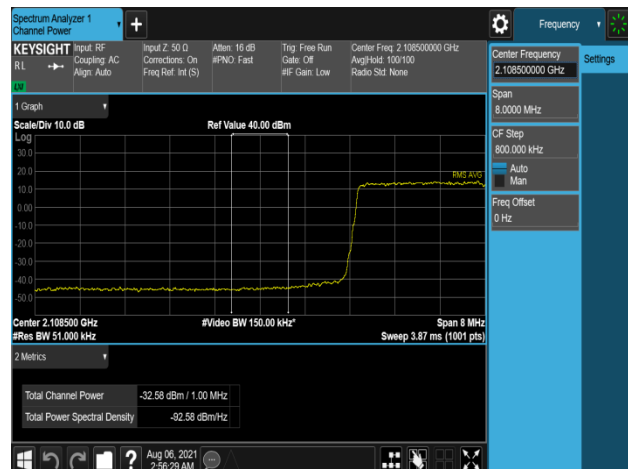 Spectrum Analyzer 1
Channel Power
+
Frequency
KEYSIGHT
RL
LXI
Input: RF
Coupling: AC
Align: Auto
Input Z: 50 Ω
Corrections: On
Freq Ref: Int (S)
Atten: 16 dB
#PNO: Fast
Trig: Free Run
Gate: Off
#IF Gain: Low
Center Freq: 2.108500000 GHz
Avg|Hold: 100/100
Radio Std: None
Center Frequency
2.108500000 GHz
Settings
Span
8.0000 MHz
CF Step
800.000 kHz
Auto
Man
Freq Offset
0 Hz
1 Graph
Scale/Div 10.0 dB
Ref Value 40.00 dBm
Log
30.0
20.0
10.0
0.00
-10.0
-20.0
-30.0
-40.0
-50.0
RMS AVG
Center 2.108500 GHz
#Video BW 150.00 kHz*
Span 8 MHz
#Res BW 51.000 kHz
Sweep 3.87 ms (1001 pts)
2 Metrics
Total Channel Power -32.58 dBm / 1.00 MHz
Total Power Spectral Density -92.58 dBm/Hz
?
Aug 06, 2021
2:56:29 AM